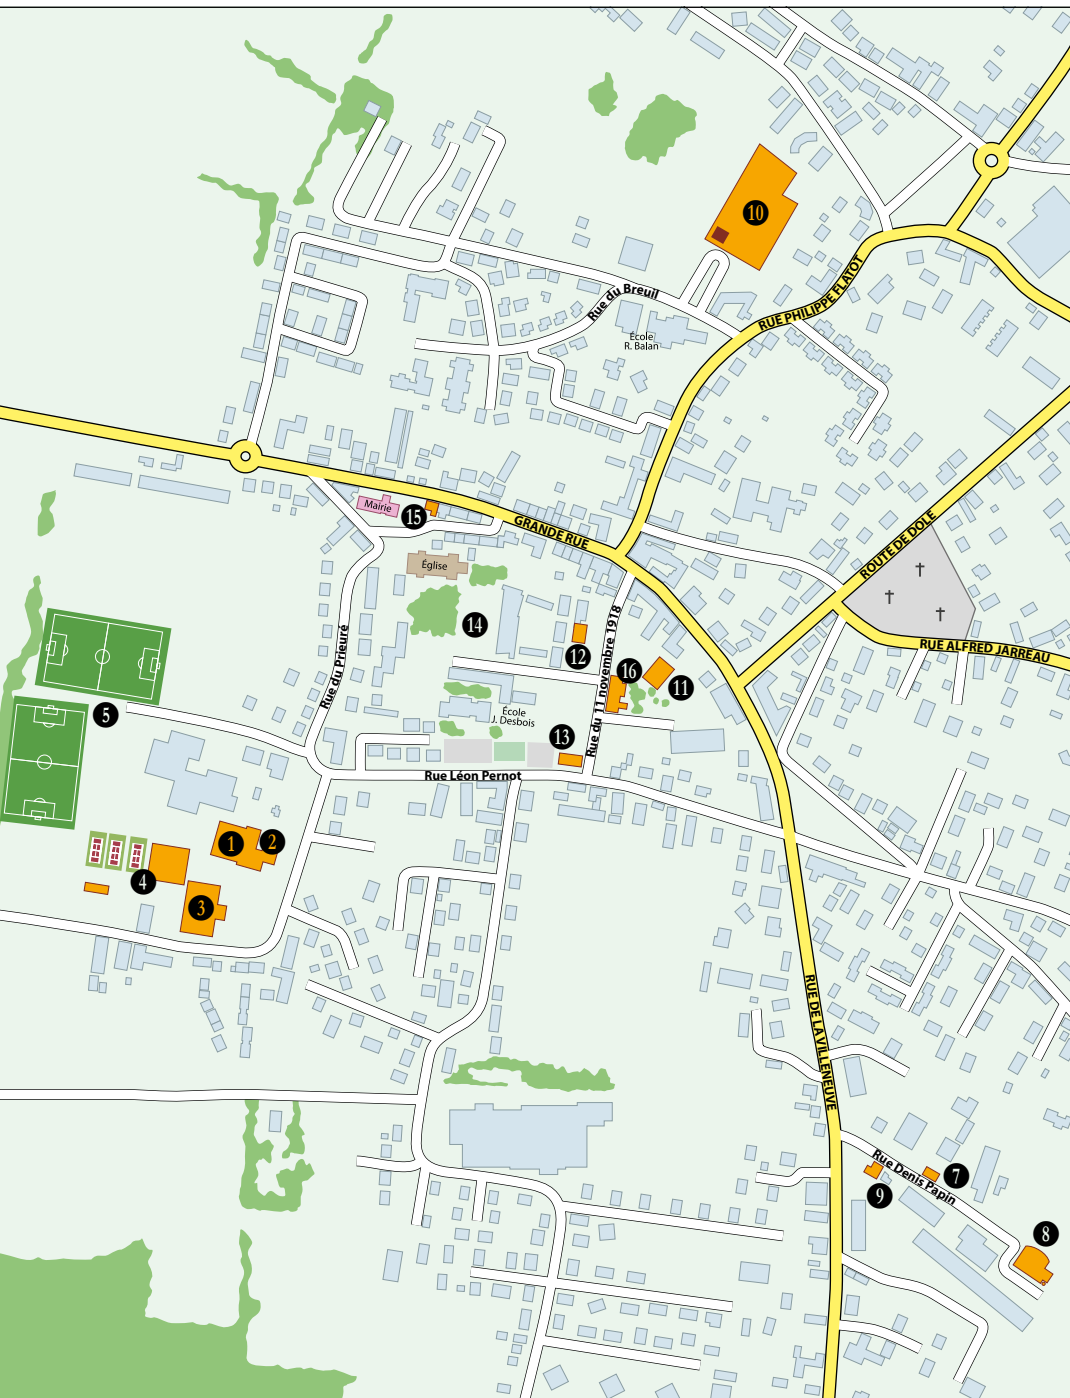 10
Rue du Breuil
RUE PHILIPPE FLATOT
École
R. Balan
Mairie
15
GRANDE RUE
ROUTE DE DOLE
Église
14
12
Rue du 11 novembre 1918
16
11
RUE ALFRED JARREAU
Rue du Prieuré
5
École
J. Desbois
13
Rue Léon Pernot
1
2
4
3
RUE DE LA VILLENEUVE
Rue Denis Papin
7
9
8